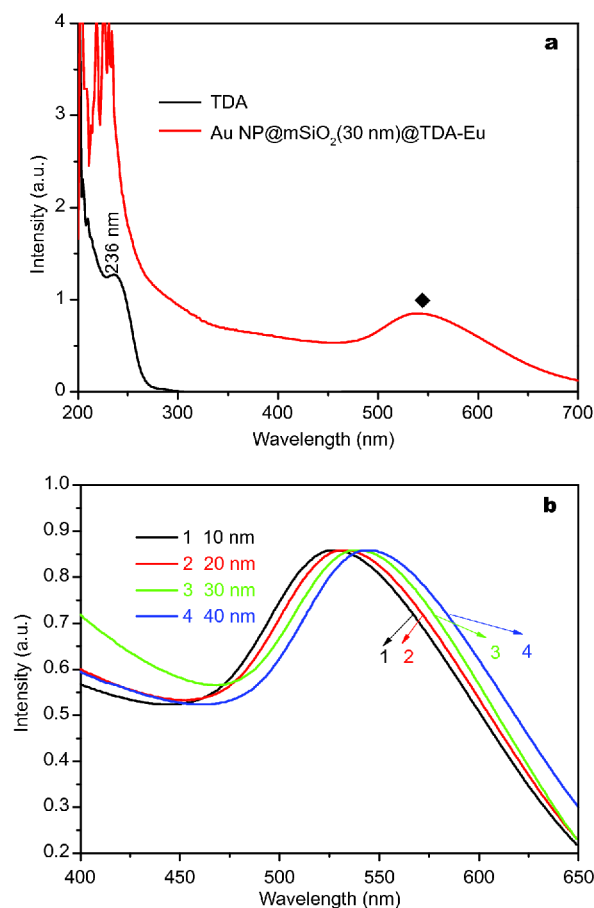 a
4
3
2
1
0
Intensity (a.u.)
TDA
Au NP@mSiO₂(30 nm)@TDA-Eu
236 nm
◆
200 300 400 500 600 700
Wavelength (nm)
b
1.0
0.9
0.8
0.7
0.6
0.5
0.4
0.3
0.2
Intensity (a.u.)
1 10 nm
2 20 nm
3 30 nm
4 40 nm
1 2 3 4
400 450 500 550 600 650
Wavelength (nm)